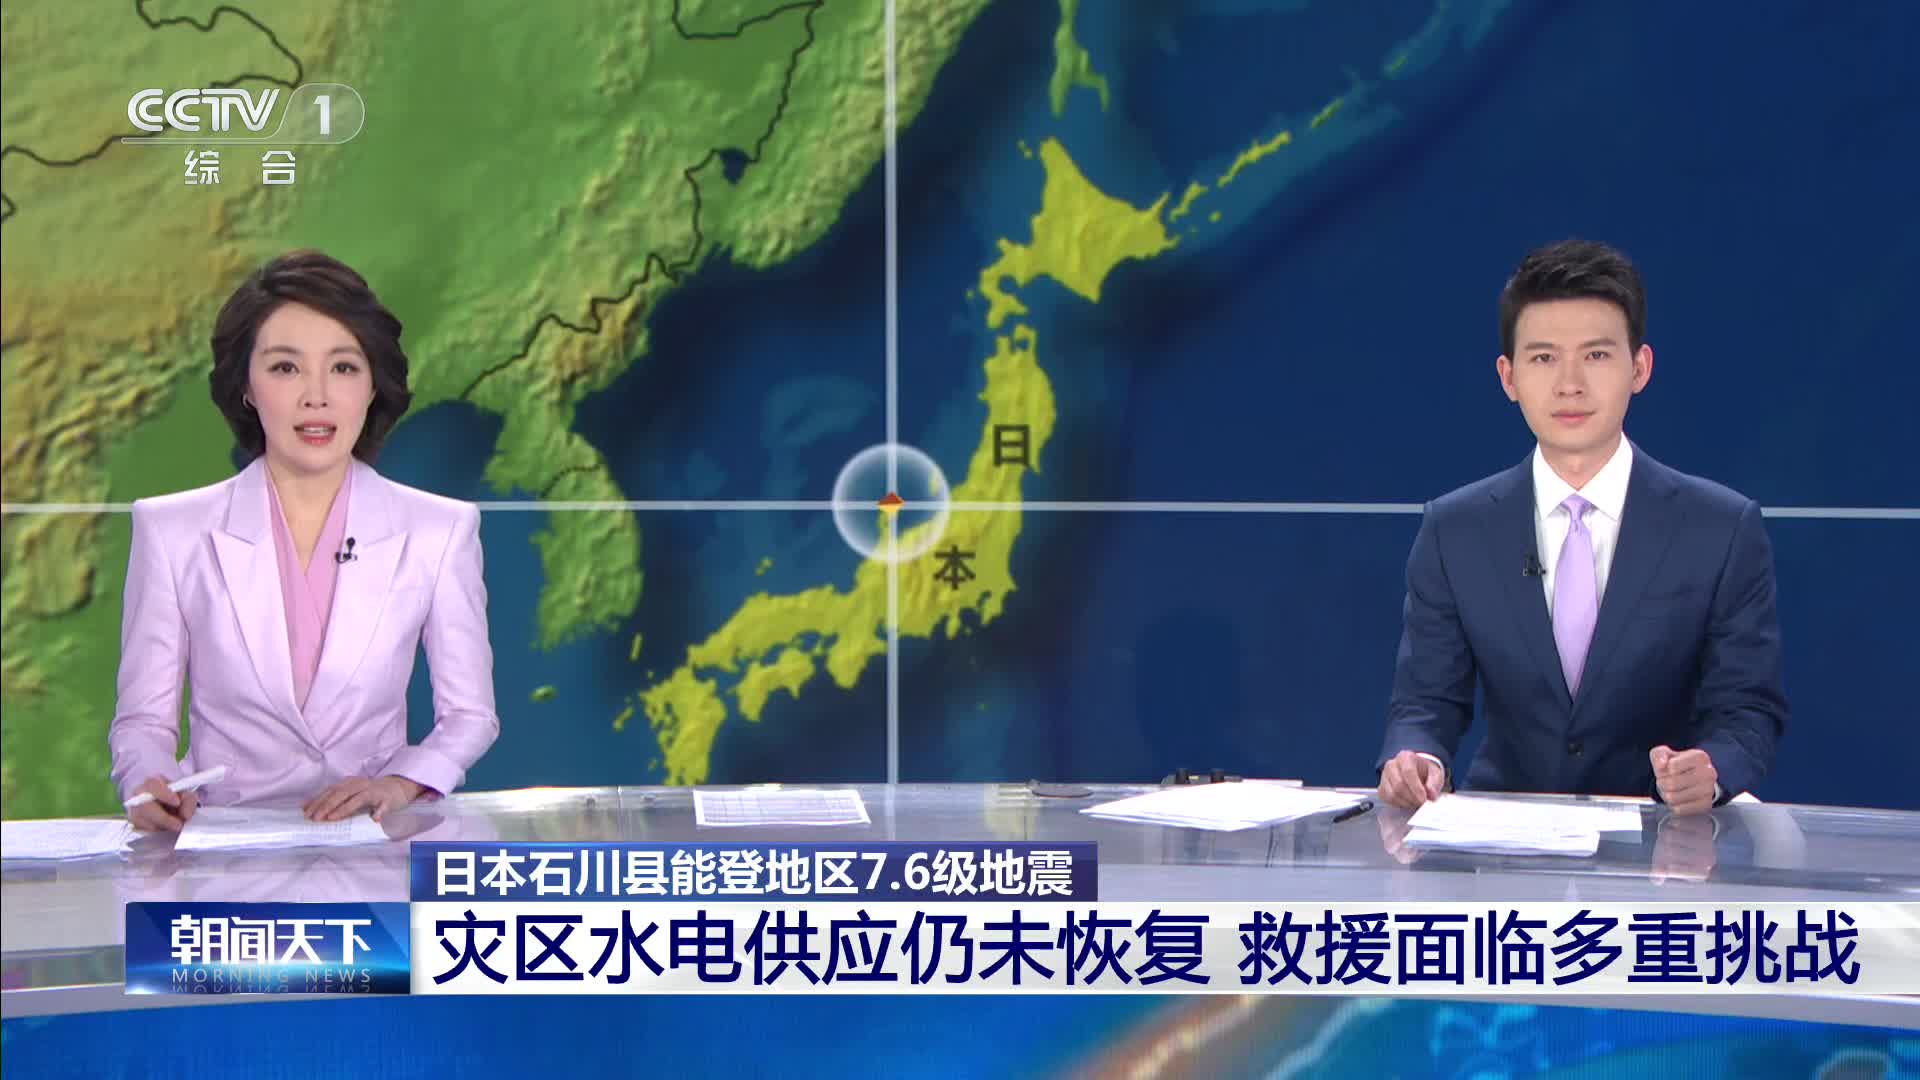 CCTV 1
综合
日
本
日本石川县能登地区7.6级地震
朝闻天下
MORNING NEWS
灾区水电供应仍未恢复 救援面临多重挑战